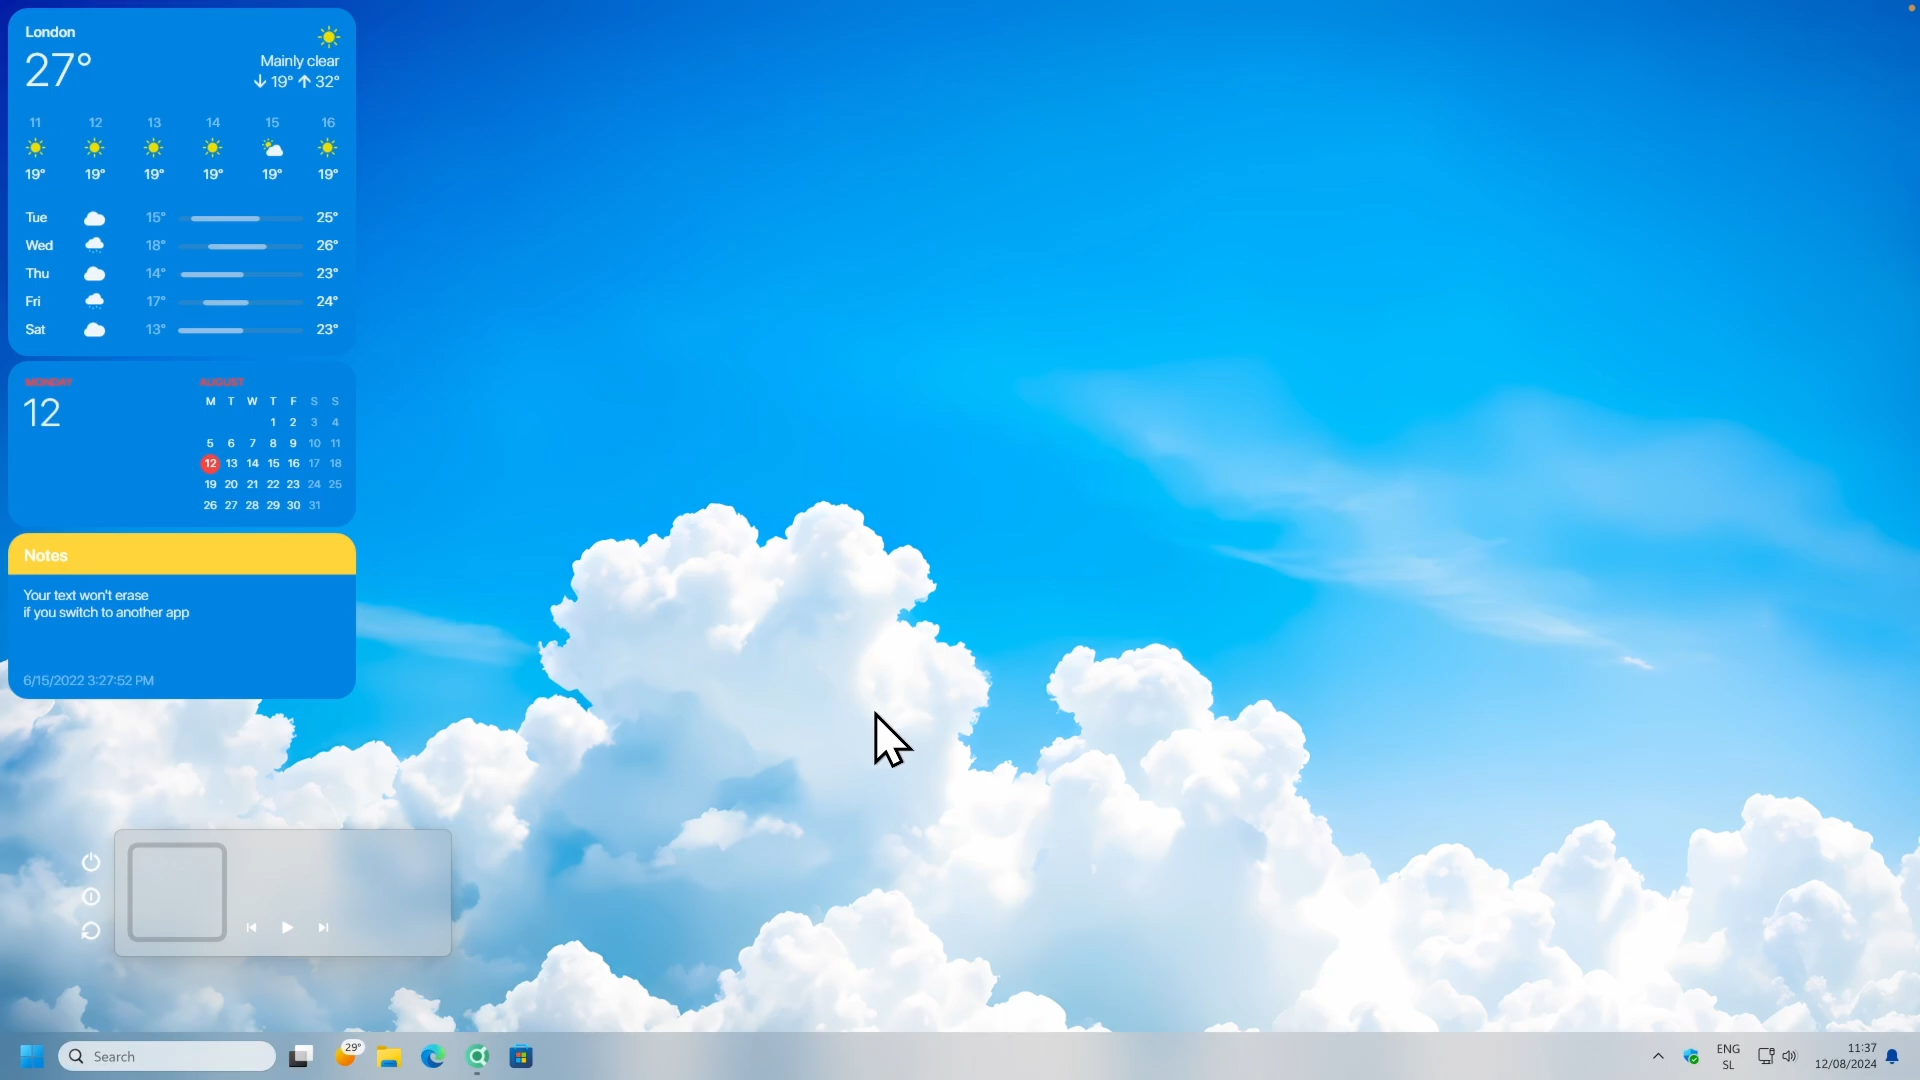 London
27°
Mainly clear
↓ 19° ↑ 32°
11 12 13 14 15 16
19° 19° 19° 19° 19° 19°
Tue 15° 25°
Wed 18° 26°
Thu 14° 23°
Fri 17° 24°
Sat 13° 23°
MONDAY
12
AUGUST
M T W T F S S
1 2 3 4
5 6 7 8 9 10 11
12 13 14 15 16 17 18
19 20 21 22 23 24 25
26 27 28 29 30 31
Notes
Your text won't erase
if you switch to another app
6/15/2022 3:27:52 PM
Search
29°
ENG
SL
11:37
12/08/2024